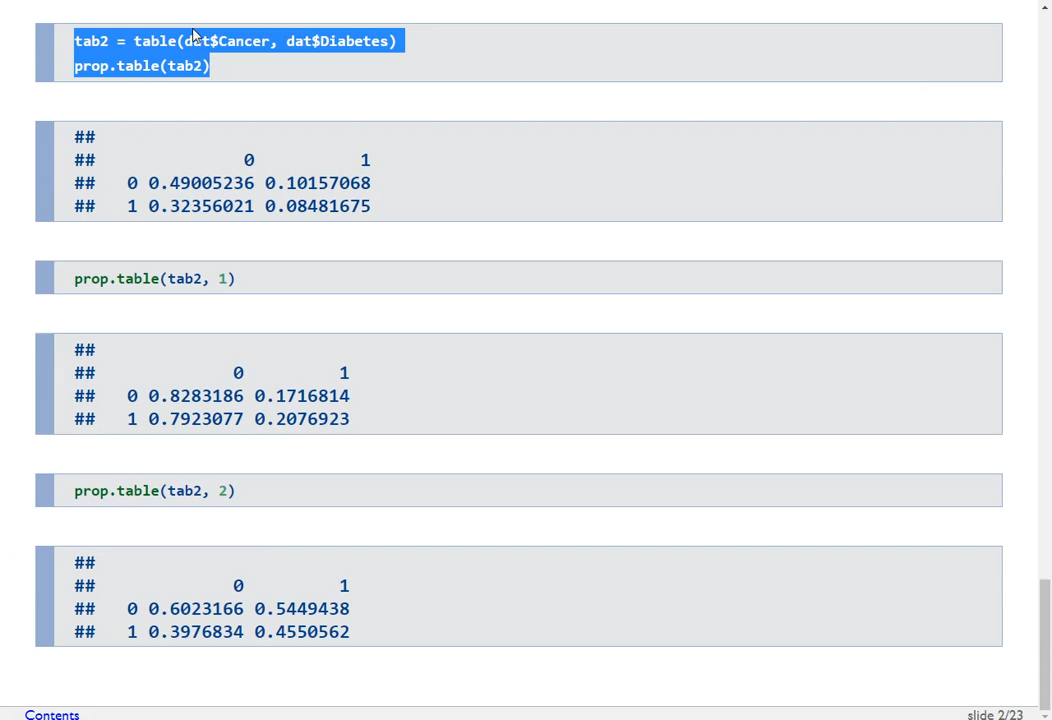 tab2 = table(dat$Cancer, dat$Diabetes)
prop.table(tab2)
##
##              0          1
##   0 0.49005236 0.10157068
##   1 0.32356021 0.08481675
prop.table(tab2, 1)
##
##             0         1
##   0 0.8283186 0.1716814
##   1 0.7923077 0.2076923
prop.table(tab2, 2)
##
##             0         1
##   0 0.6023166 0.5449438
##   1 0.3976834 0.4550562
Contents
slide 2/23